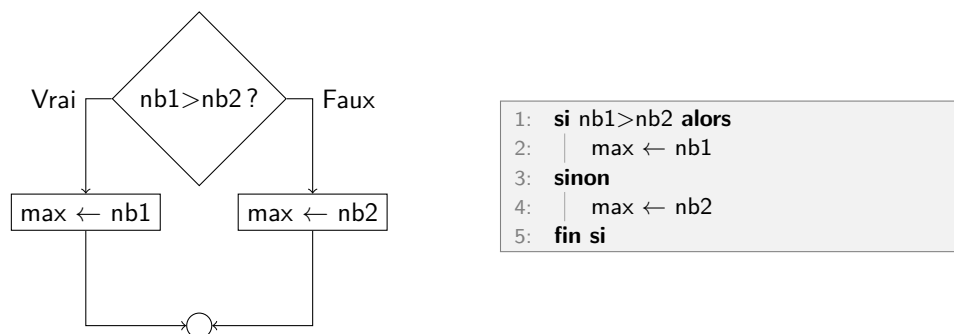 nb1>nb2 ?
Vrai
Faux
max ← nb1
max ← nb2
1: si nb1>nb2 alors
2: max ← nb1
3: sinon
4: max ← nb2
5: fin si